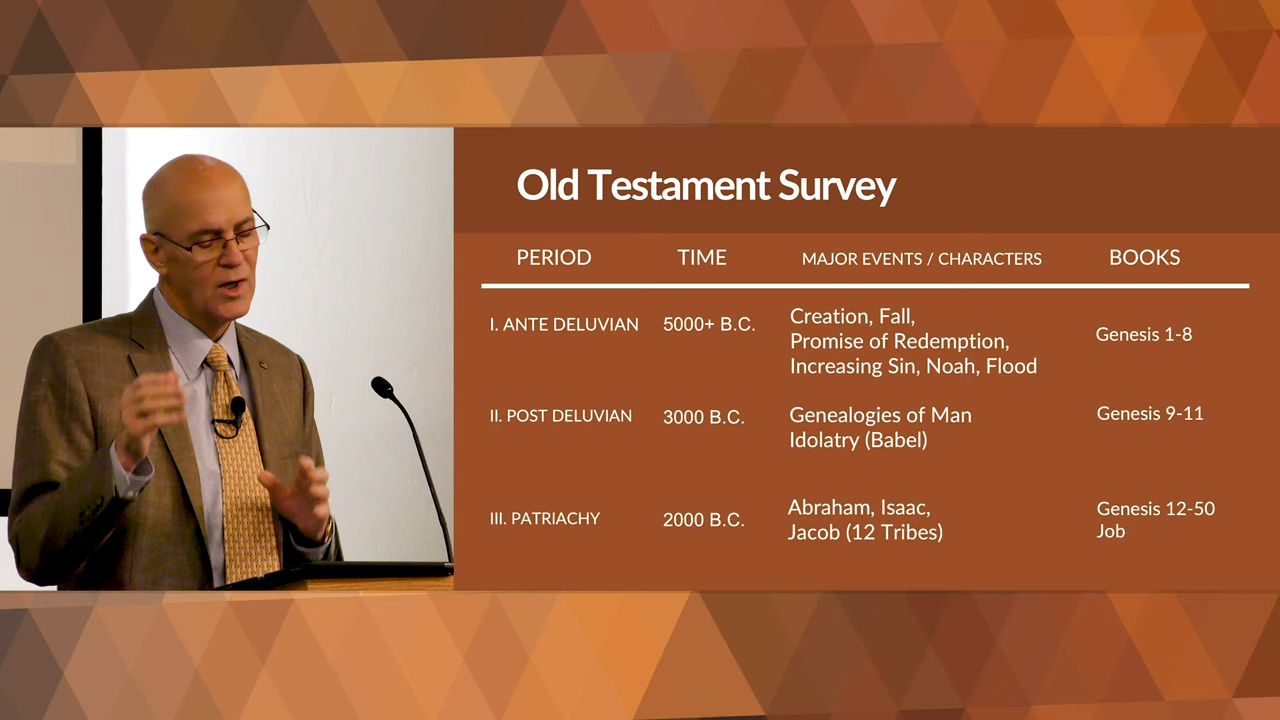 Old Testament Survey
PERIOD TIME MAJOR EVENTS / CHARACTERS BOOKS
I. ANTE DELUVIAN 5000+ B.C. Creation, Fall,
Promise of Redemption,
Increasing Sin, Noah, Flood
Genesis 1-8
II. POST DELUVIAN 3000 B.C. Genealogies of Man
Idolatry (Babel)
Genesis 9-11
III. PATRIACHY 2000 B.C. Abraham, Isaac,
Jacob (12 Tribes)
Genesis 12-50
Job